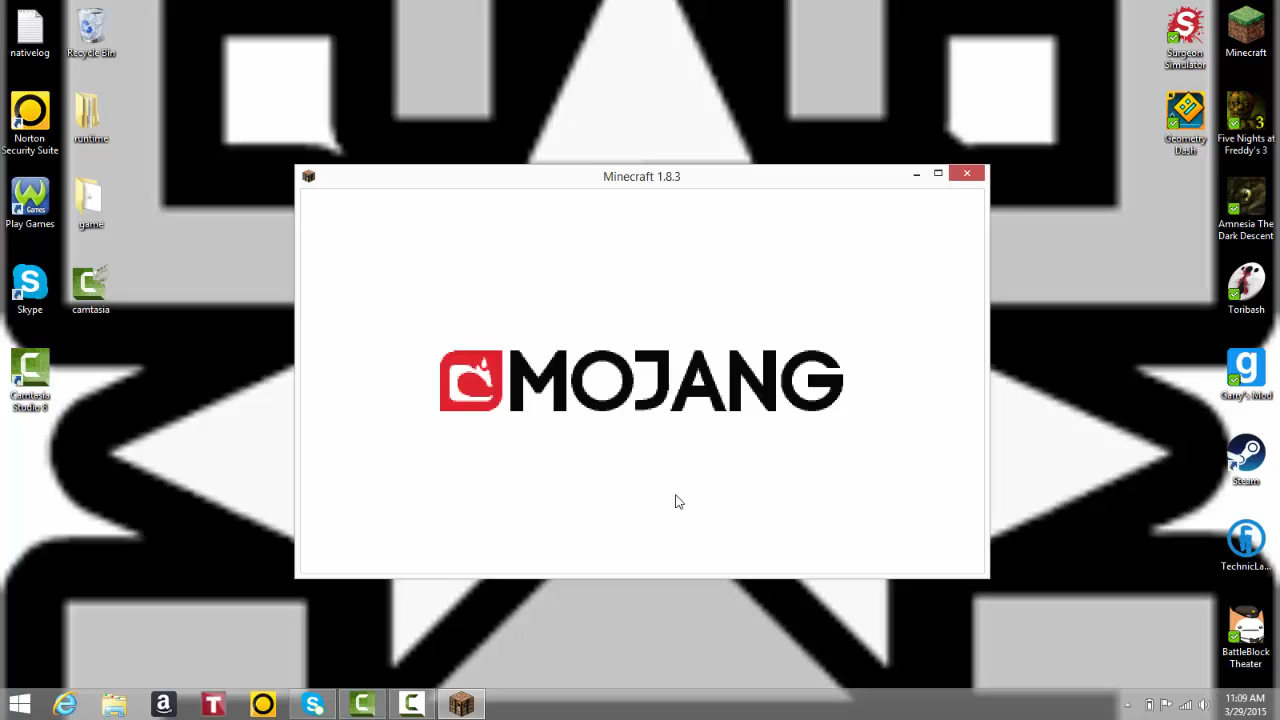 nativelog
Recycle Bin
Surgeon
Simulator
Minecraft
Norton
Security Suite
runtime
Geometry
Dash
3
Five Nights at
Freddy's 3
Minecraft 1.8.3
Games
Play Games
game
Amnesia The
Dark Descent
Skype
camtasia
Toribash
MOJANG
Camtasia
Studio 8
g
Garry's Mod
Steam
TechnicLa...
BattleBlock
Theater
11:09 AM
3/29/2015